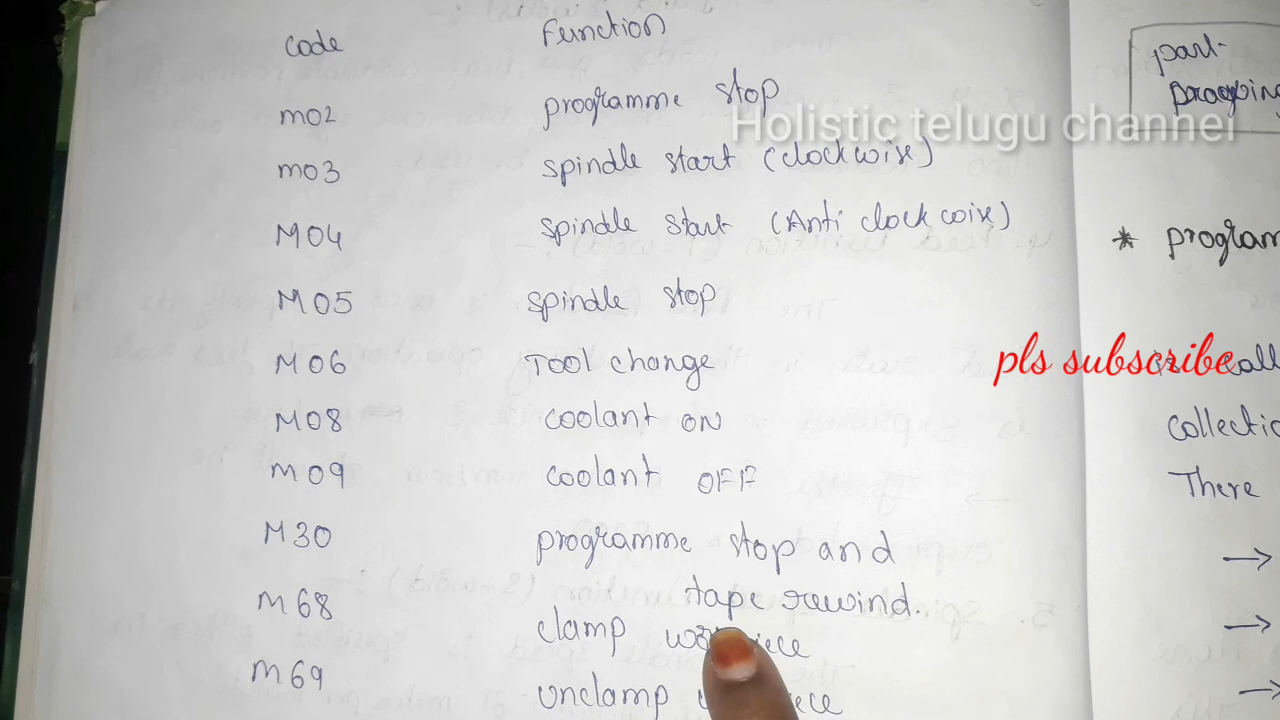 code Function
m02 programme stop
m03 spindle start (clockwise)
M04 spindle start (Anti clock wise)
M05 spindle stop
M06 Tool change
M08 coolant ON
M09 coolant OFF
M30 programme stop and
tape rewind.
M68 clamp
M69 unclamp
part-
* program
collectio
There
→
→
→
Holistic telugu channel
pls subscribe